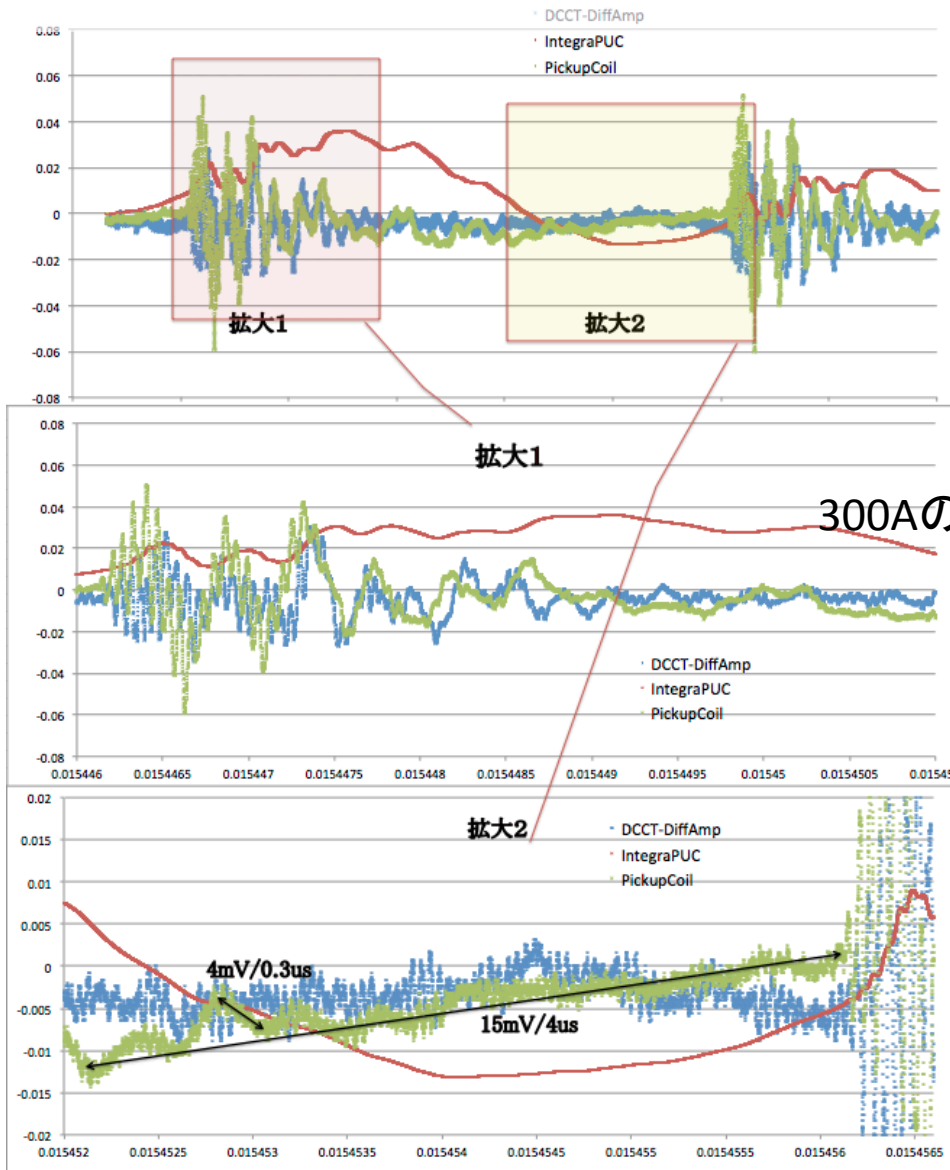 DCCT-DiffAmp
IntegraPUC
PickupCoil
0.08
0.06
0.04
0.02
0
-0.02
-0.04
-0.06
-0.08
拡大1
拡大2
拡大1
300Aの
0.08
0.06
0.04
0.02
0
-0.02
-0.04
-0.06
-0.08
DCCT-DiffAmp
IntegraPUC
PickupCoil
0.015446
0.0154465
0.015447
0.0154475
0.015448
0.0154485
0.015449
0.0154495
0.01545
0.0154505
拡大2
DCCT-DiffAmp
IntegraPUC
PickupCoil
0.02
0.015
0.01
0.005
0
-0.005
-0.01
-0.015
-0.02
4mV/0.3us
15mV/4us
0.015452
0.0154525
0.015453
0.0154535
0.015454
0.0154545
0.015455
0.0154555
0.015456
0.0154565